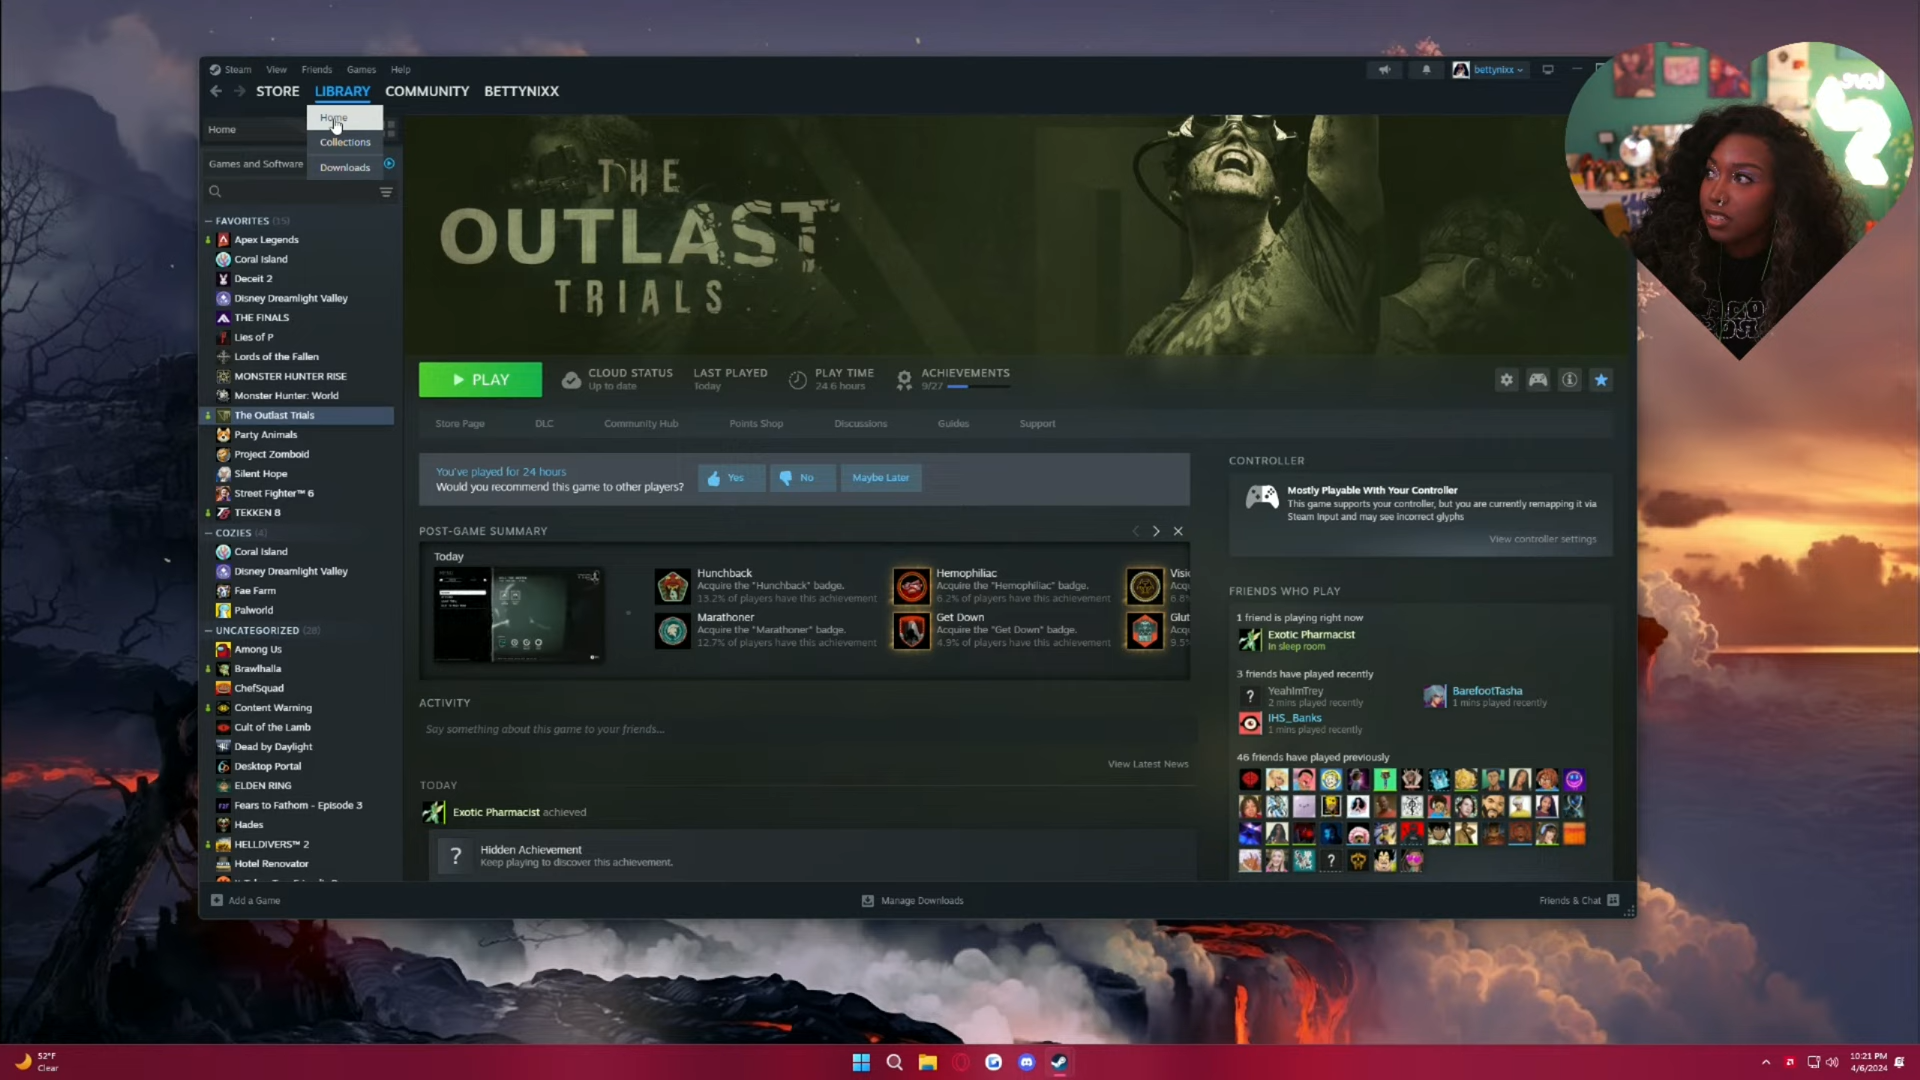 Steam View Friends Games Help
bettynixx
STORE LIBRARY COMMUNITY BETTYNIXX
Home
Home
Collections
Games and Software
Downloads
FAVORITES (15)
Apex Legends
Coral Island
Deceit 2
Disney Dreamlight Valley
THE FINALS
Lies of P
Lords of the Fallen
MONSTER HUNTER RISE
Monster Hunter: World
The Outlast Trials
Party Animals
Project Zomboid
Silent Hope
Street Fighter™ 6
TEKKEN 8
COZIES (4)
Coral Island
Disney Dreamlight Valley
Fae Farm
Palworld
UNCATEGORIZED (28)
Among Us
Brawlhalla
ChefSquad
Content Warning
Cult of the Lamb
Dead by Daylight
Desktop Portal
ELDEN RING
Fears to Fathom - Episode 3
Hades
HELLDIVERS™ 2
Hotel Renovator
THE
OUTLAST
TRIALS
PLAY
CLOUD STATUS
Up to date
LAST PLAYED
Today
PLAY TIME
24.6 hours
ACHIEVEMENTS
9/27
Store Page DLC Community Hub Points Shop Discussions Guides Support
You've played for 24 hours
Would you recommend this game to other players?
Yes No Maybe Later
POST-GAME SUMMARY
Today
Hunchback
Acquire the "Hunchback" badge.
13.2% of players have this achievement
Marathoner
Acquire the "Marathoner" badge.
12.7% of players have this achievement
Hemophiliac
Acquire the "Hemophiliac" badge.
6.2% of players have this achievement
Get Down
Acquire the "Get Down" badge.
4.9% of players have this achievement
ACTIVITY
Say something about this game to your friends...
View Latest News
TODAY
Exotic Pharmacist achieved
Hidden Achievement
Keep playing to discover this achievement.
CONTROLLER
Mostly Playable With Your Controller
This game supports your controller, but you are currently remapping it via
Steam Input and may see incorrect glyphs
View controller settings
FRIENDS WHO PLAY
1 friend is playing right now
Exotic Pharmacist
In sleep room
3 friends have played recently
YeahImTrey
2 mins played recently
BarefootTasha
1 mins played recently
IHS_Banks
1 mins played recently
46 friends have played previously
Add a Game
Manage Downloads
Friends & Chat
52°F
Clear
10:21 PM
4/6/2024